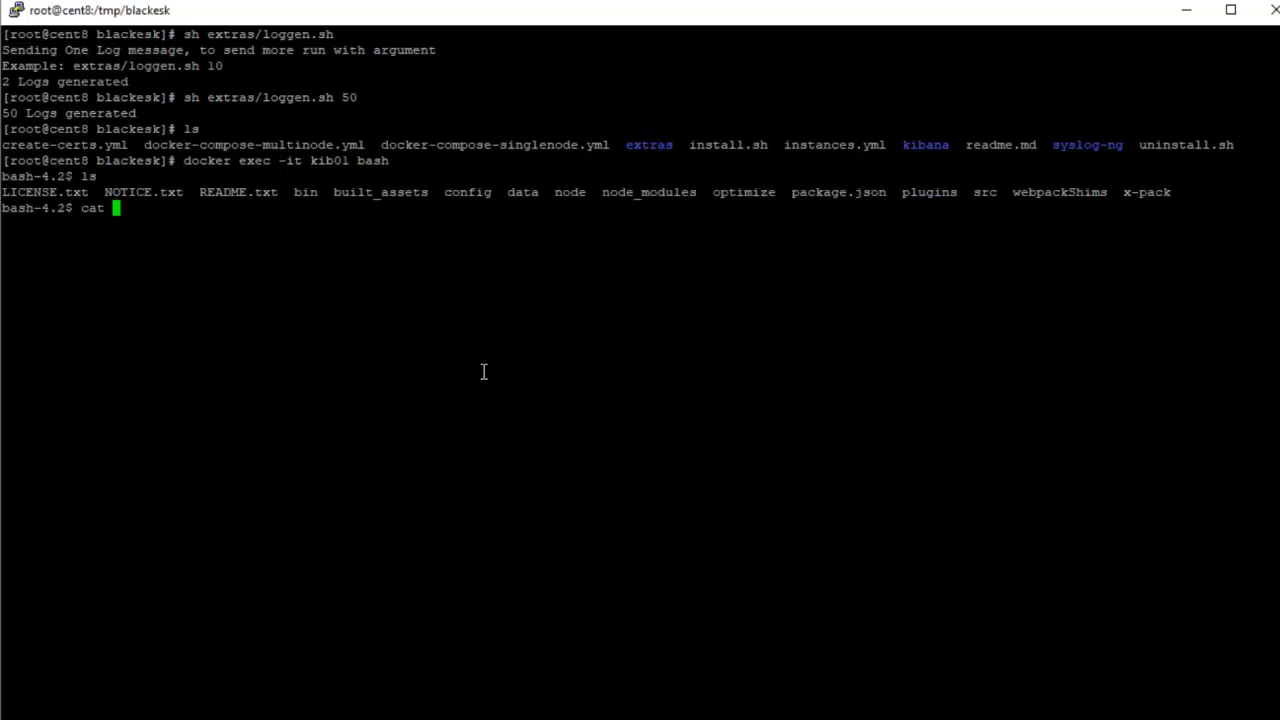 root@cent8:/tmp/blackesk
[root@cent8 blackesk]# sh extras/loggen.sh
Sending One Log message, to send more run with argument
Example: extras/loggen.sh 10
2 Logs generated
[root@cent8 blackesk]# sh extras/loggen.sh 50
50 Logs generated
[root@cent8 blackesk]# ls
create-certs.yml  docker-compose-multinode.yml  docker-compose-singlenode.yml  extras  install.sh  instances.yml  kibana  readme.md  syslog-ng  uninstall.sh
[root@cent8 blackesk]# docker exec -it kib01 bash
bash-4.2$ ls
LICENSE.txt  NOTICE.txt  README.txt  bin  built_assets  config  data  node  node_modules  optimize  package.json  plugins  src  webpackShims  x-pack
bash-4.2$ cat